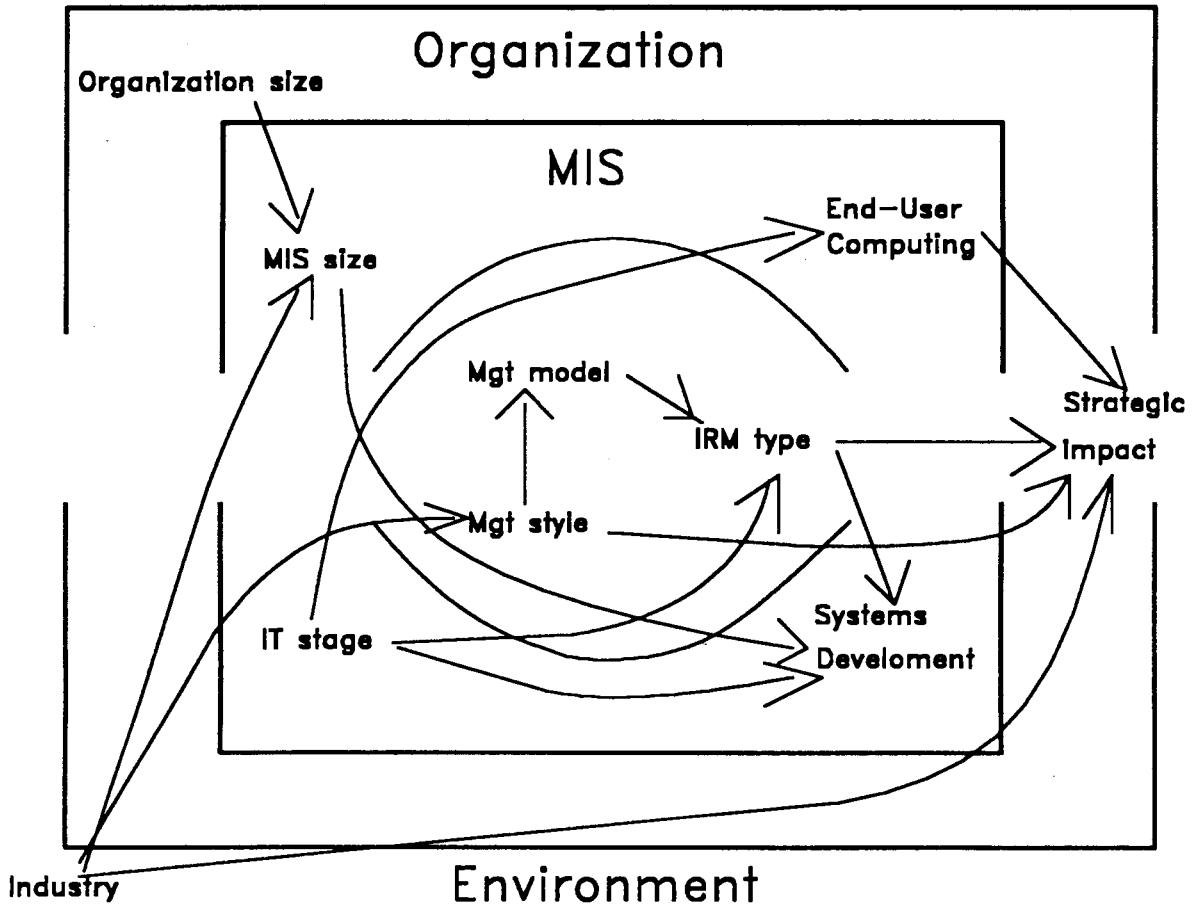 Organization
Organization size
MIS
End-User
Computing
MIS size
Mgt model
Strategic
IRM type
Impact
Mgt style
Systems
IT stage
Develoment
Industry
Environment